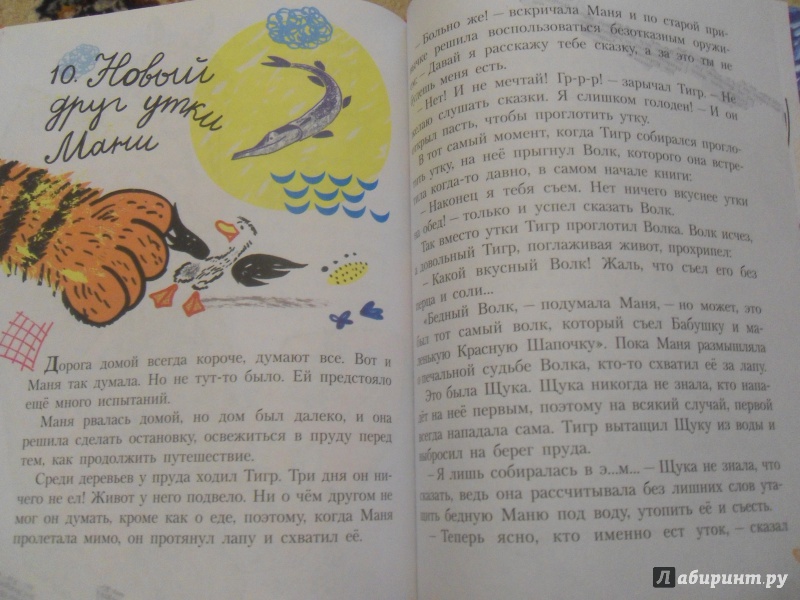 10. Новый
друг утки
Мани
Дорога домой всегда короче, думают все. Вот и
Маня так думала. Но не тут-то было. Ей предстояло
ещё много испытаний.
Маня рвалась домой, но дом был далеко, и она
решила сделать остановку, освежиться в пруду перед
тем, как продолжить путешествие.
Среди деревьев у пруда ходил Тигр. Три дня он ни-
чего не ел! Живот у него подвело. Ни о чём другом не
мог он думать, кроме как о еде, поэтому, когда Маня
пролетала мимо, он протянул лапу и схватил её.
– Больно же! – вскричала Маня и по старой при-
вычке решила воспользоваться безотказным оружи-
– Давай я расскажу тебе сказку, а за это ты не
меня есть.
– Нет! И не мечтай! Гр-р-р! – зарычал Тигр. – Не
желаю слушать сказки. Я слишком голоден! – И он
открыл пасть, чтобы проглотить утку.
В тот самый момент, когда Тигр собирался прогло-
тить утку, на неё прыгнул Волк, которого она встре-
тила когда-то давно, в самом начале книги:
– Наконец я тебя съем. Нет ничего вкуснее утки
на обед! – только и успел сказать Волк.
Так вместо утки Тигр проглотил Волка. Волк исчез,
а довольный Тигр, поглаживая живот, прохрипел:
– Какой вкусный Волк! Жаль, что съел его без
перца и соли...
«Бедный Волк, – подумала Маня, – но может, это
был тот самый волк, который съел Бабушку и ма-
ленькую Красную Шапочку». Пока Маня размышляла
о печальной судьбе Волка, кто-то схватил её за лапу.
Это была Щука. Щука никогда не знала, кто напа-
дёт на неё первым, поэтому на всякий случай, первой
всегда нападала сама. Тигр вытащил Щуку из воды и
выбросил на берег пруда.
– Я лишь собиралась в э...м... – Щука не знала, что
сказать, ведь она рассчитывала без лишних слов ута-
щить бедную Маню под воду, утопить её и съесть.
– Теперь ясно, кто именно ест уток, – сказал
Лабиринт.ру